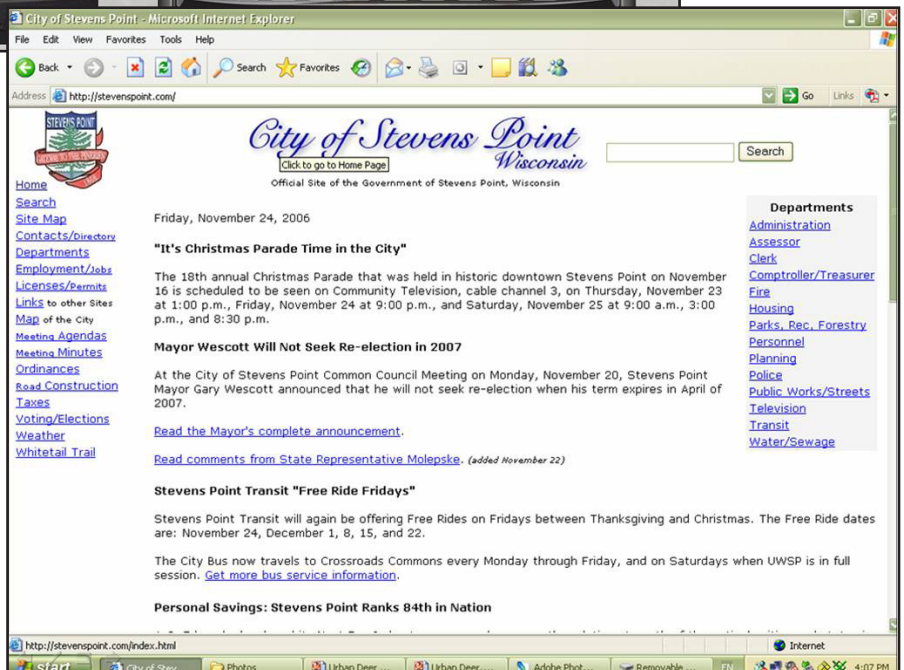 City of Stevens Point - Microsoft Internet Explorer
File Edit View Favorites Tools Help
Back Search Favorites
Address http://stevenspoint.com/ Go Links
STEVENS POINT
City of Stevens Point
Wisconsin
Click to go to Home Page
Search
Official Site of the Government of Stevens Point, Wisconsin
Home
Search
Site Map
Contacts/Directory
Departments
Employment/Jobs
Licenses/Permits
Links to other Sites
Map of the City
Meeting Agendas
Meeting Minutes
Ordinances
Road Construction
Taxes
Voting/Elections
Weather
Whitetail Trail
Friday, November 24, 2006
"It's Christmas Parade Time in the City"
The 18th annual Christmas Parade that was held in historic downtown Stevens Point on November
16 is scheduled to be seen on Community Television, cable channel 3, on Thursday, November 23
at 1:00 p.m., Friday, November 24 at 9:00 p.m., and Saturday, November 25 at 9:00 a.m., 3:00
p.m., and 8:30 p.m.
Mayor Wescott Will Not Seek Re-election in 2007
At the City of Stevens Point Common Council Meeting on Monday, November 20, Stevens Point
Mayor Gary Wescott announced that he will not seek re-election when his term expires in April of
2007.
Read the Mayor's complete announcement.
Read comments from State Representative Molepske. (added November 22)
Stevens Point Transit "Free Ride Fridays"
Stevens Point Transit will again be offering Free Rides on Fridays between Thanksgiving and Christmas. The Free Ride dates
are: November 24, December 1, 8, 15, and 22.
The City Bus now travels to Crossroads Commons every Monday through Friday, and on Saturdays when UWSP is in full
session. Get more bus service information.
Personal Savings: Stevens Point Ranks 84th in Nation
Departments
Administration
Assessor
Clerk
Comptroller/Treasurer
Fire
Housing
Parks, Rec, Forestry
Personnel
Planning
Police
Public Works/Streets
Television
Transit
Water/Sewage
http://stevenspoint.com/index.html Internet
start City of Stev... Photos Urban Deer ... Urban Deer... Adobe Phot... Removable ... EN 4:07 PM